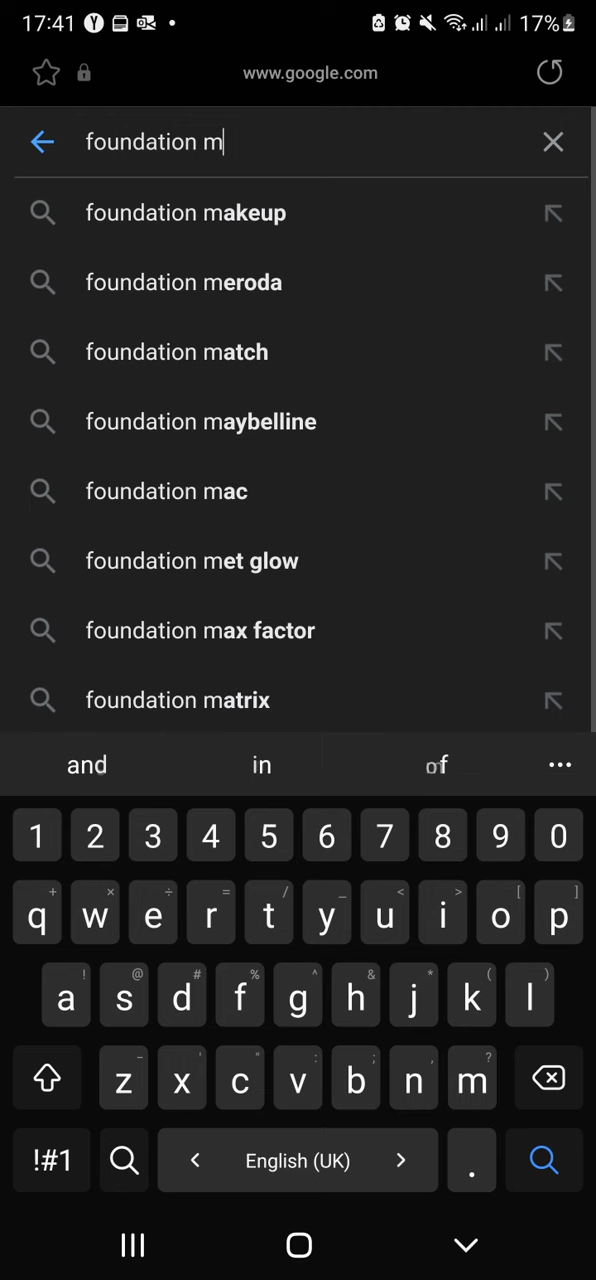 17:41
17%
www.google.com
foundation m
foundation makeup
foundation meroda
foundation match
foundation maybelline
foundation mac
foundation met glow
foundation max factor
foundation matrix
and in of
1 2 3 4 5 6 7 8 9 0
+ × ÷ = / _ < > [ ]
q w e r t y u i o p
! @ # % ^ & * ( )
a s d f g h j k l
- ' " : ; , ?
z x c v b n m
!#1 < English (UK) > .